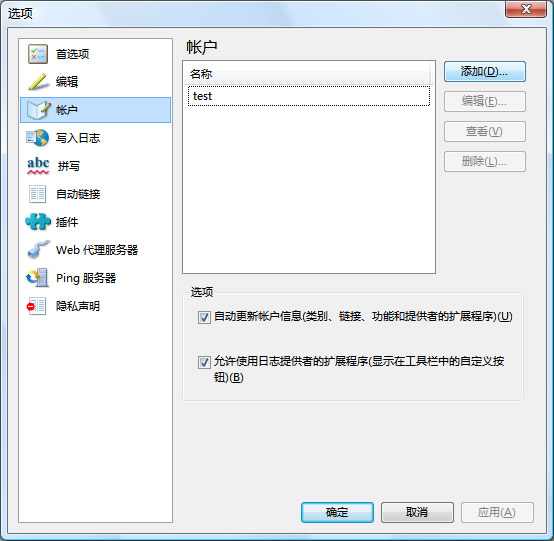 选项
首选项
编辑
帐户
写入日志
abc 拼写
自动链接
插件
Web 代理服务器
Ping 服务器
隐私声明
帐户
名称
test
添加(D)...
编辑(E)...
查看(V)
删除(L)...
选项
自动更新帐户信息(类别、链接、功能和提供者的扩展程序)(U)
允许使用日志提供者的扩展程序(显示在工具栏中的自定义按
钮)(B)
确定
取消
应用(A)